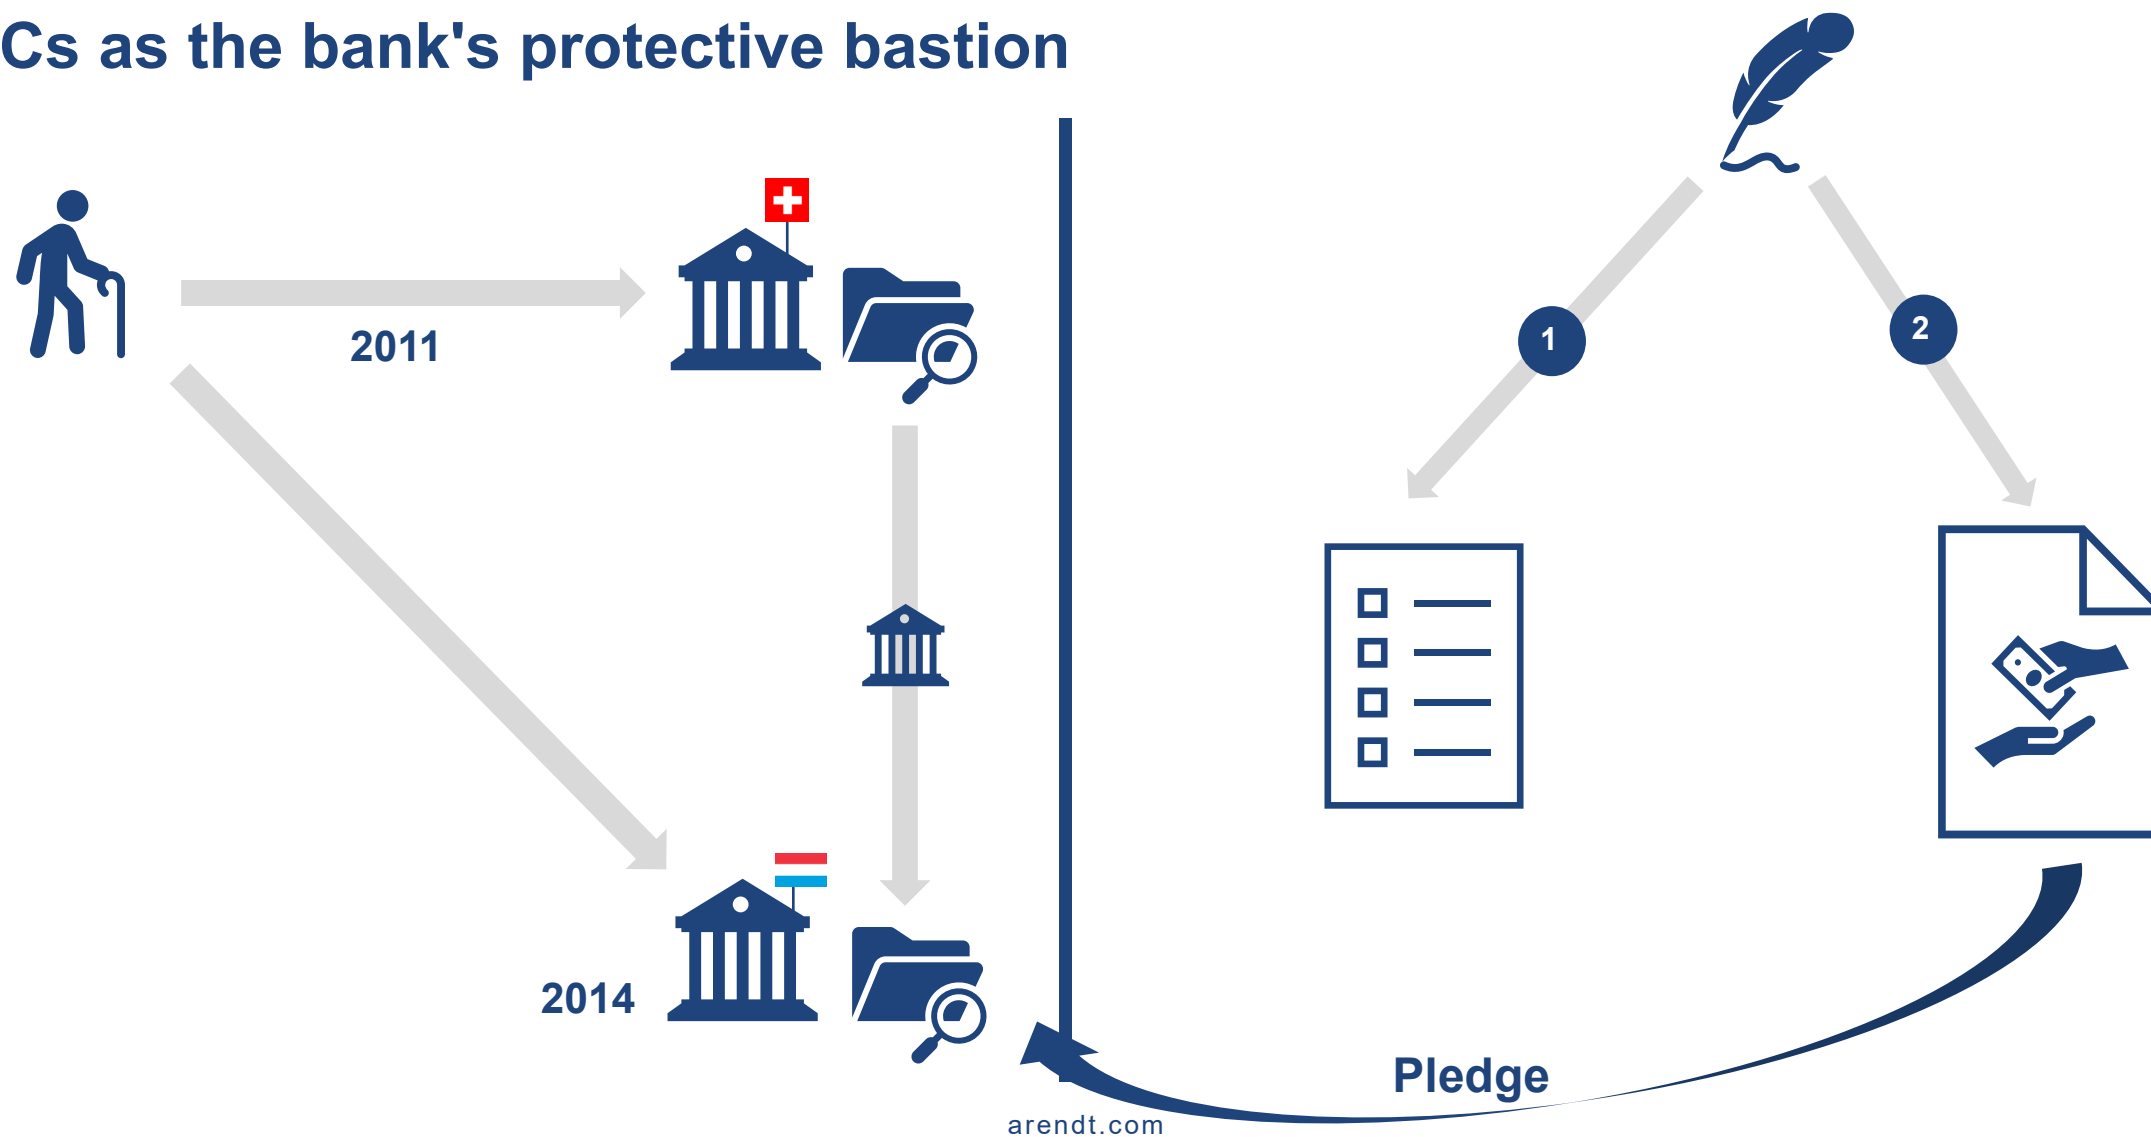 Cs as the bank's protective bastion
2011
1
2
2014
Pledge
arendt.com